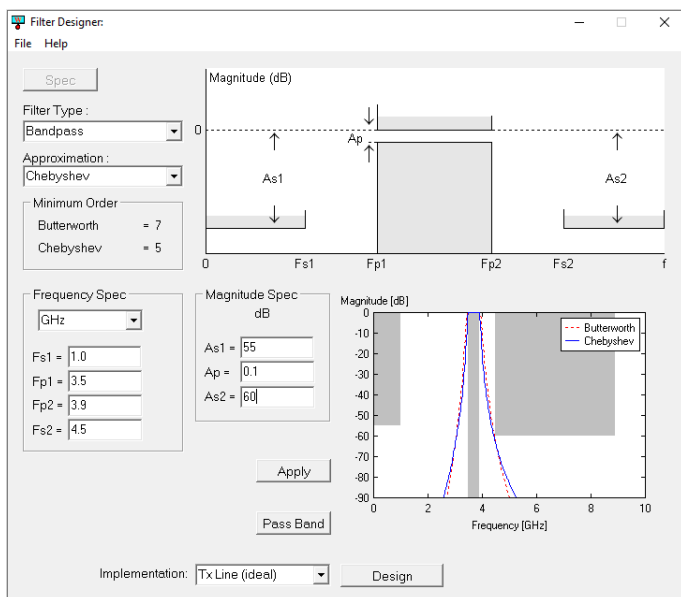 Filter Designer:
File Help
Spec
Filter Type :
Bandpass
Approximation :
Chebyshev
Minimum Order
Butterworth = 7
Chebyshev = 5
Magnitude (dB)
0
Ap
As1
As2
0 Fs1 Fp1 Fp2 Fs2 f
Frequency Spec
GHz
Fs1 = 1.0
Fp1 = 3.5
Fp2 = 3.9
Fs2 = 4.5
Magnitude Spec
dB
As1 = 55
Ap = 0.1
As2 = 60
Apply
Pass Band
Magnitude [dB]
0
-10
-20
-30
-40
-50
-60
-70
-80
-90
Butterworth
Chebyshev
0 2 4 6 8 10
Frequency [GHz]
Implementation: Tx Line (ideal) Design